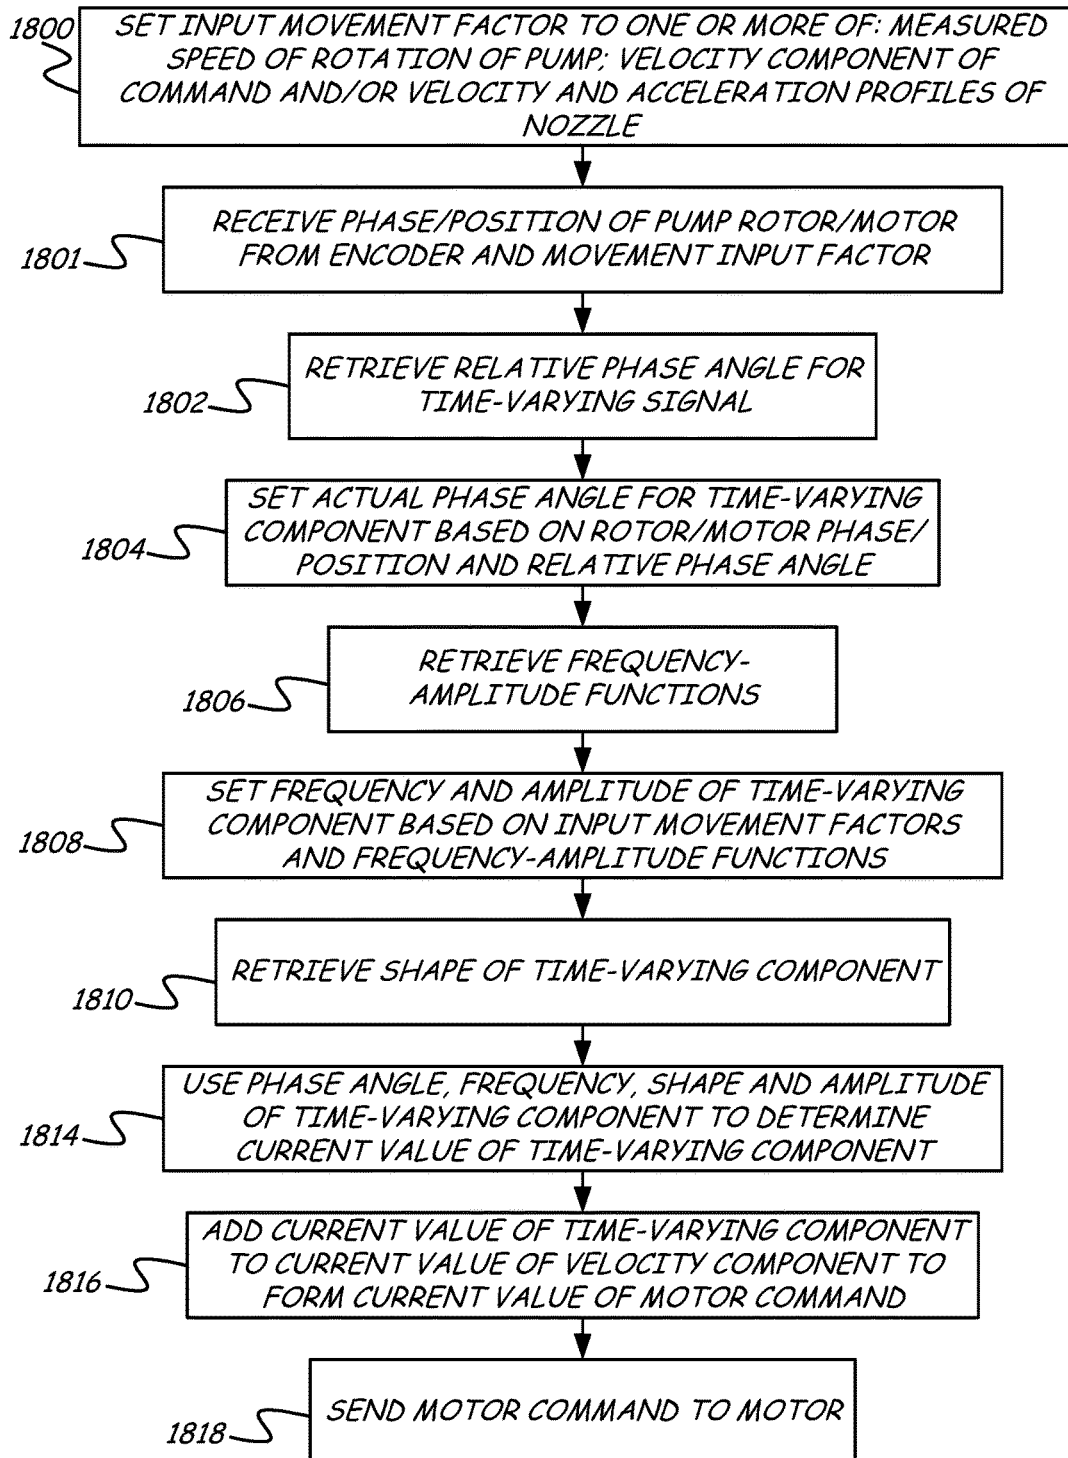 1800
SET INPUT MOVEMENT FACTOR TO ONE OR MORE OF: MEASURED
SPEED OF ROTATION OF PUMP; VELOCITY COMPONENT OF
COMMAND AND/OR VELOCITY AND ACCELERATION PROFILES OF
NOZZLE
1801
RECEIVE PHASE/POSITION OF PUMP ROTOR/MOTOR
FROM ENCODER AND MOVEMENT INPUT FACTOR
1802
RETRIEVE RELATIVE PHASE ANGLE FOR
TIME-VARYING SIGNAL
1804
SET ACTUAL PHASE ANGLE FOR TIME-VARYING
COMPONENT BASED ON ROTOR/MOTOR PHASE/
POSITION AND RELATIVE PHASE ANGLE
1806
RETRIEVE FREQUENCY-
AMPLITUDE FUNCTIONS
1808
SET FREQUENCY AND AMPLITUDE OF TIME-VARYING
COMPONENT BASED ON INPUT MOVEMENT FACTORS
AND FREQUENCY-AMPLITUDE FUNCTIONS
1810
RETRIEVE SHAPE OF TIME-VARYING COMPONENT
1814
USE PHASE ANGLE, FREQUENCY, SHAPE AND AMPLITUDE
OF TIME-VARYING COMPONENT TO DETERMINE
CURRENT VALUE OF TIME-VARYING COMPONENT
1816
ADD CURRENT VALUE OF TIME-VARYING COMPONENT
TO CURRENT VALUE OF VELOCITY COMPONENT TO
FORM CURRENT VALUE OF MOTOR COMMAND
1818
SEND MOTOR COMMAND TO MOTOR